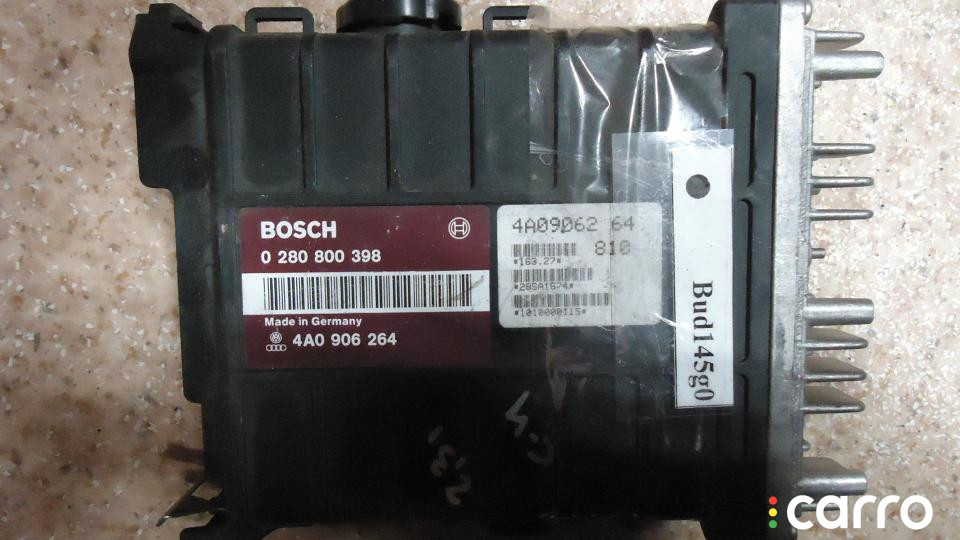 BOSCH
0 280 800 398
Made in Germany
4A0 906 264
4A09062 64
810
*163.27*
*28SA1674*
*1010000115*
Bud145g0
carro